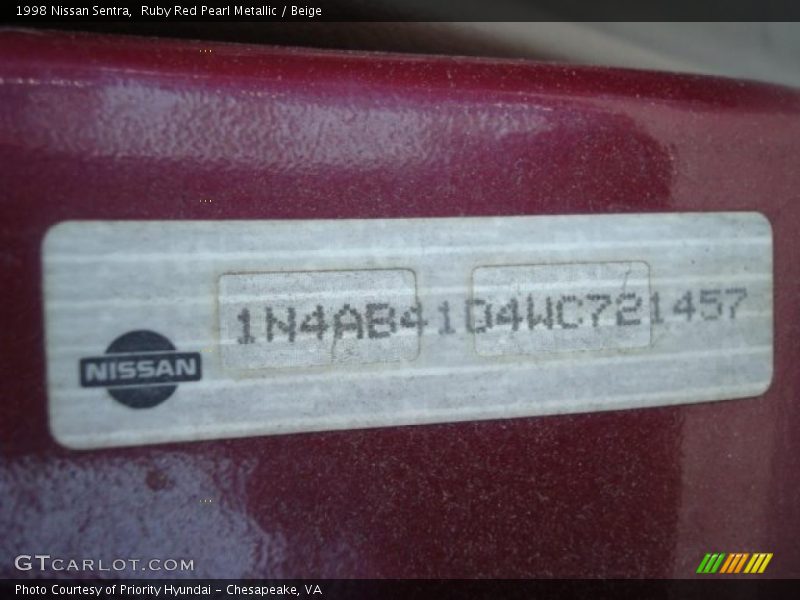 1998 Nissan Sentra, Ruby Red Pearl Metallic / Beige
1N4AB41D4WC721457
NISSAN
GTCARLOT.COM
Photo Courtesy of Priority Hyundai - Chesapeake, VA